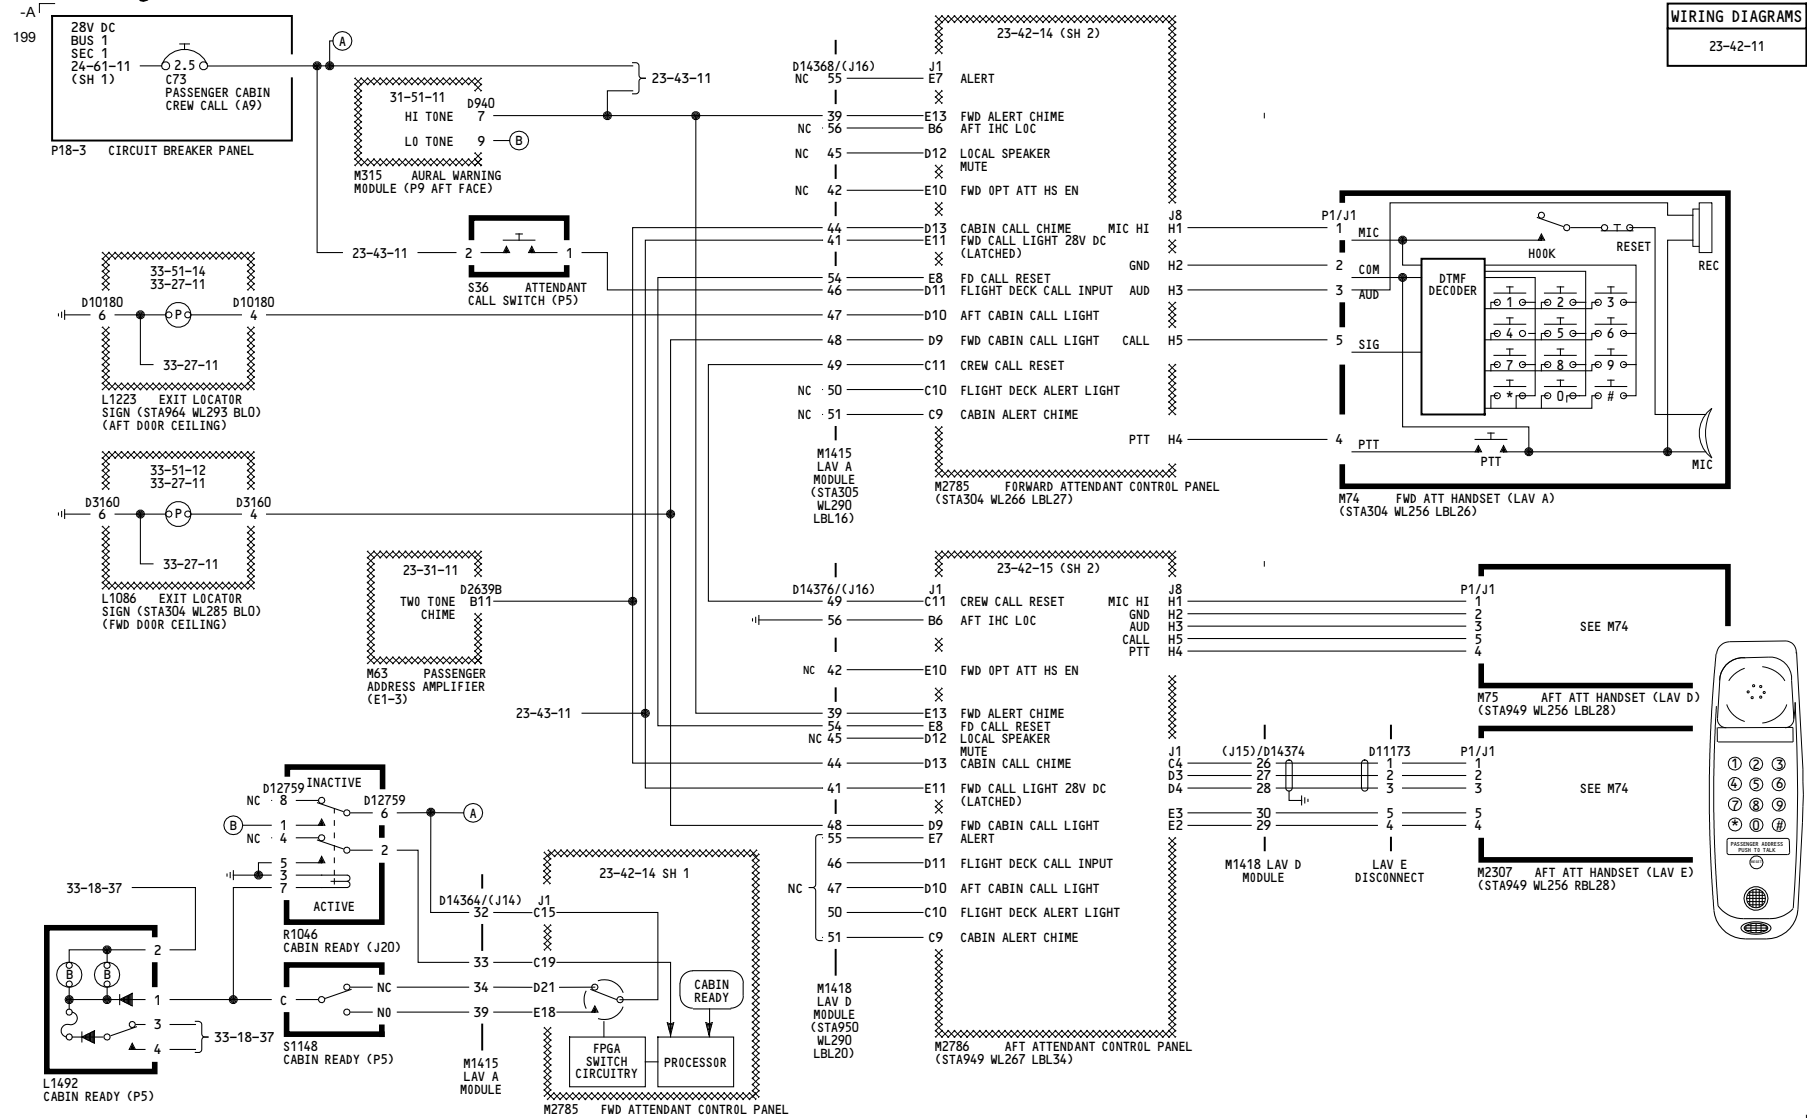 -A
199
WIRING DIAGRAMS
23-42-11
28V DC
BUS 1
SEC 1
24-61-11
(SH 1)
2.5
C73
PASSENGER CABIN
CREW CALL (A9)
P18-3 CIRCUIT BREAKER PANEL
A
23-43-11
31-51-11
D940
HI TONE 7
LO TONE 9
B
M315 AURAL WARNING
MODULE (P9 AFT FACE)
23-43-11
2 1
S36 ATTENDANT
CALL SWITCH (P5)
33-51-14
33-27-11
D10180 D10180
6 P 4
33-27-11
L1223 EXIT LOCATOR
SIGN (STA964 WL293 BLO)
(AFT DOOR CEILING)
33-51-12
33-27-11
D3160 D3160
6 P 4
33-27-11
L1086 EXIT LOCATOR
SIGN (STA304 WL285 BLO)
(FWD DOOR CEILING)
23-31-11
D2639B
TWO TONE B11
CHIME
M63 PASSENGER
ADDRESS AMPLIFIER
(E1-3)
23-43-11
23-42-14 (SH 2)
D14368/(J16) J1
NC 55 E7 ALERT
39 E13 FWD ALERT CHIME
NC 56 B6 AFT IHC LOC
NC 45 D12 LOCAL SPEAKER
MUTE
NC 42 E10 FWD OPT ATT HS EN
J8
44 D13 CABIN CALL CHIME MIC HI H1
41 E11 FWD CALL LIGHT 28V DC
(LATCHED)
GND H2
54 E8 FD CALL RESET
46 D11 FLIGHT DECK CALL INPUT AUD H3
47 D10 AFT CABIN CALL LIGHT
48 D9 FWD CABIN CALL LIGHT CALL H5
49 C11 CREW CALL RESET
NC 50 C10 FLIGHT DECK ALERT LIGHT
NC 51 C9 CABIN ALERT CHIME
PTT H4
M1415
LAV A
MODULE
(STA305
WL290
LBL16)
M2785 FORWARD ATTENDANT CONTROL PANEL
(STA304 WL266 LBL27)
P1/J1
1 MIC
2 COM
3 AUD
5 SIG
4 PTT
HOOK
RESET
REC
DTMF
DECODER
1 2 3
4 5 6
7 8 9
* 0 #
PTT
MIC
M74 FWD ATT HANDSET (LAV A)
(STA304 WL256 LBL26)
23-42-15 (SH 2)
D14376/(J16) J1 J8
49 C11 CREW CALL RESET MIC HI H1
GND H2
56 B6 AFT IHC LOC AUD H3
CALL H5
PTT H4
NC 42 E10 FWD OPT ATT HS EN
39 E13 FWD ALERT CHIME
54 E8 FD CALL RESET
NC 45 D12 LOCAL SPEAKER
MUTE
44 D13 CABIN CALL CHIME
41 E11 FWD CALL LIGHT 28V DC
(LATCHED)
48 D9 FWD CABIN CALL LIGHT
55 E7 ALERT
46 D11 FLIGHT DECK CALL INPUT
NC 47 D10 AFT CABIN CALL LIGHT
50 C10 FLIGHT DECK ALERT LIGHT
51 C9 CABIN ALERT CHIME
M1418
LAV D
MODULE
(STA950
WL290
LBL20)
M2786 AFT ATTENDANT CONTROL PANEL
(STA949 WL267 LBL34)
P1/J1
1
2
3
5
4
SEE M74
M75 AFT ATT HANDSET (LAV D)
(STA949 WL256 LBL28)
J1 (J15)/D14374 D11173 P1/J1
C4 26 1 1
D3 27 2 2
D4 28 3 3
E3 30 5 5
E2 29 4 4
SEE M74
M1418 LAV D
MODULE
LAV E
DISCONNECT
M2307 AFT ATT HANDSET (LAV E)
(STA949 WL256 RBL28)
1 2 3
4 5 6
7 8 9
* 0 #
PASSENGER ADDRESS
PUSH TO TALK
RESET
INACTIVE
D12759 D12759
NC 8 6 A
B 1
NC 4 2
5
3
7
ACTIVE
R1046
CABIN READY (J20)
33-18-37
2
B B
1
3
4
33-18-37
L1492
CABIN READY (P5)
C NC
NO
S1148
CABIN READY (P5)
23-42-14 SH 1
D14364/(J14) J1
32 C15
33 C19
34 D21
39 E18
CABIN
READY
FPGA
SWITCH
CIRCUITRY
PROCESSOR
M1415
LAV A
MODULE
M2785 FWD ATTENDANT CONTROL PANEL